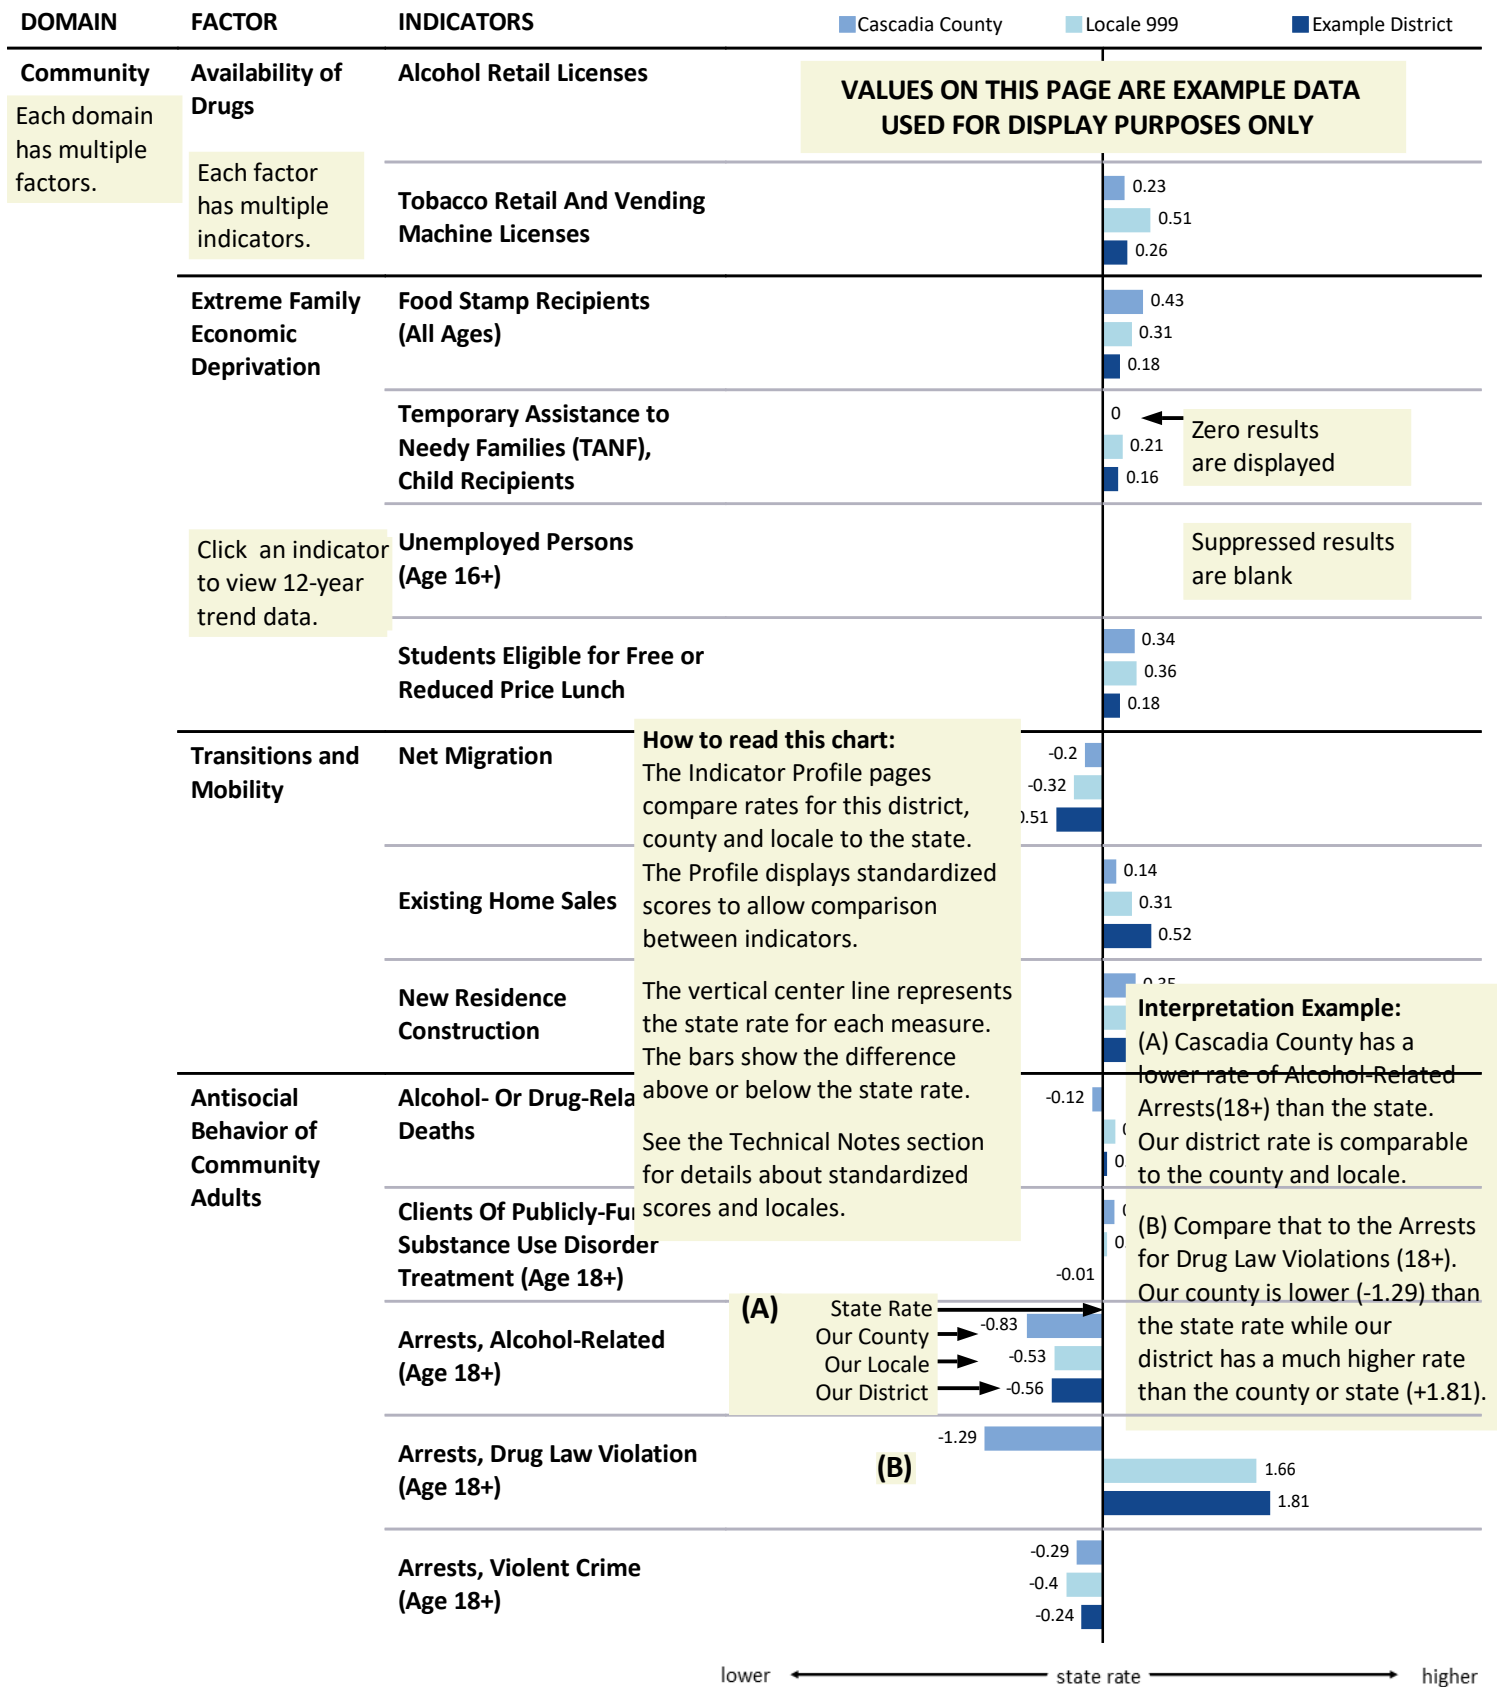 DOMAIN FACTOR INDICATORS Cascadia County Locale 999 Example District
Community
Each domain
has multiple
factors.
Availability of
Drugs
Each factor
has multiple
indicators.
Alcohol Retail Licenses
VALUES ON THIS PAGE ARE EXAMPLE DATA
USED FOR DISPLAY PURPOSES ONLY
Tobacco Retail And Vending
Machine Licenses
0.23
0.51
0.26
Extreme Family
Economic
Deprivation
Food Stamp Recipients
(All Ages)
0.43
0.31
0.18
Temporary Assistance to
Needy Families (TANF),
Child Recipients
0
0.21
0.16
Zero results
are displayed
Click an indicator
to view 12-year
trend data.
Unemployed Persons
(Age 16+)
Suppressed results
are blank
Students Eligible for Free or
Reduced Price Lunch
0.34
0.36
0.18
Transitions and
Mobility
Net Migration
-0.2
-0.32
0.51
How to read this chart:
The Indicator Profile pages
compare rates for this district,
county and locale to the state.
The Profile displays standardized
scores to allow comparison
between indicators.
The vertical center line represents
the state rate for each measure.
The bars show the difference
above or below the state rate.
See the Technical Notes section
for details about standardized
scores and locales.
Existing Home Sales
0.14
0.31
0.52
New Residence
Construction
0.35
Interpretation Example:
(A) Cascadia County has a
lower rate of Alcohol-Related
Arrests(18+) than the state.
Our district rate is comparable
to the county and locale.
(B) Compare that to the Arrests
for Drug Law Violations (18+).
Our county is lower (-1.29) than
the state rate while our
district has a much higher rate
than the county or state (+1.81).
Antisocial
Behavior of
Community
Adults
Alcohol- Or Drug-Rela
Deaths
-0.12
Clients Of Publicly-Fu
Substance Use Disorder
Treatment (Age 18+)
-0.01
Arrests, Alcohol-Related
(Age 18+)
(A)
State Rate
Our County
Our Locale
Our District
-0.83
-0.53
-0.56
Arrests, Drug Law Violation
(Age 18+)
(B)
-1.29
1.66
1.81
Arrests, Violent Crime
(Age 18+)
-0.29
-0.4
-0.24
lower state rate higher